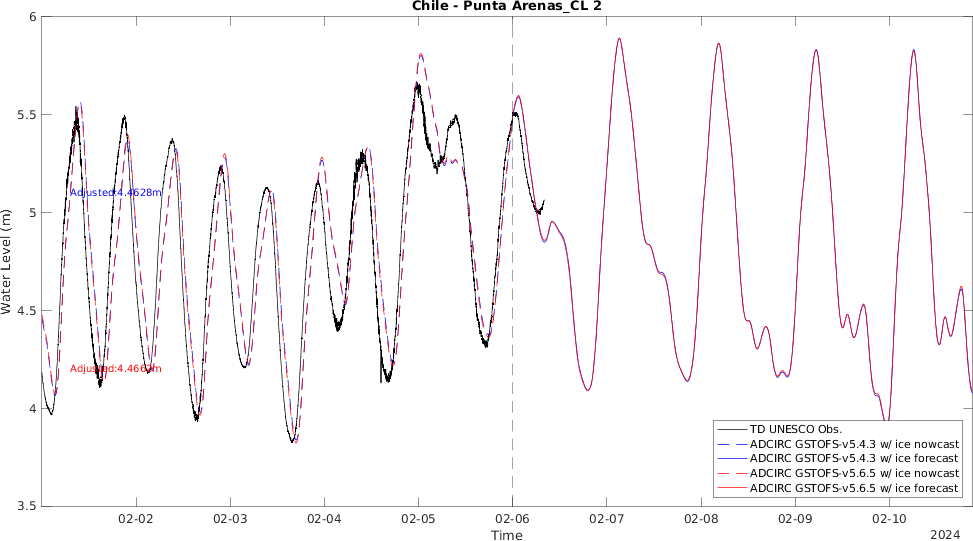 Chile - Punta Arenas_CL 2
6
5.5
5
4.5
4
3.5
Water Level (m)
Adjusted:4.4628m
Adjusted:4.4662m
TD UNESCO Obs.
ADCIRC GSTOFS-v5.4.3 w/ ice nowcast
ADCIRC GSTOFS-v5.4.3 w/ ice forecast
ADCIRC GSTOFS-v5.6.5 w/ ice nowcast
ADCIRC GSTOFS-v5.6.5 w/ ice forecast
02-02 02-03 02-04 02-05 02-06 02-07 02-08 02-09 02-10
Time
2024